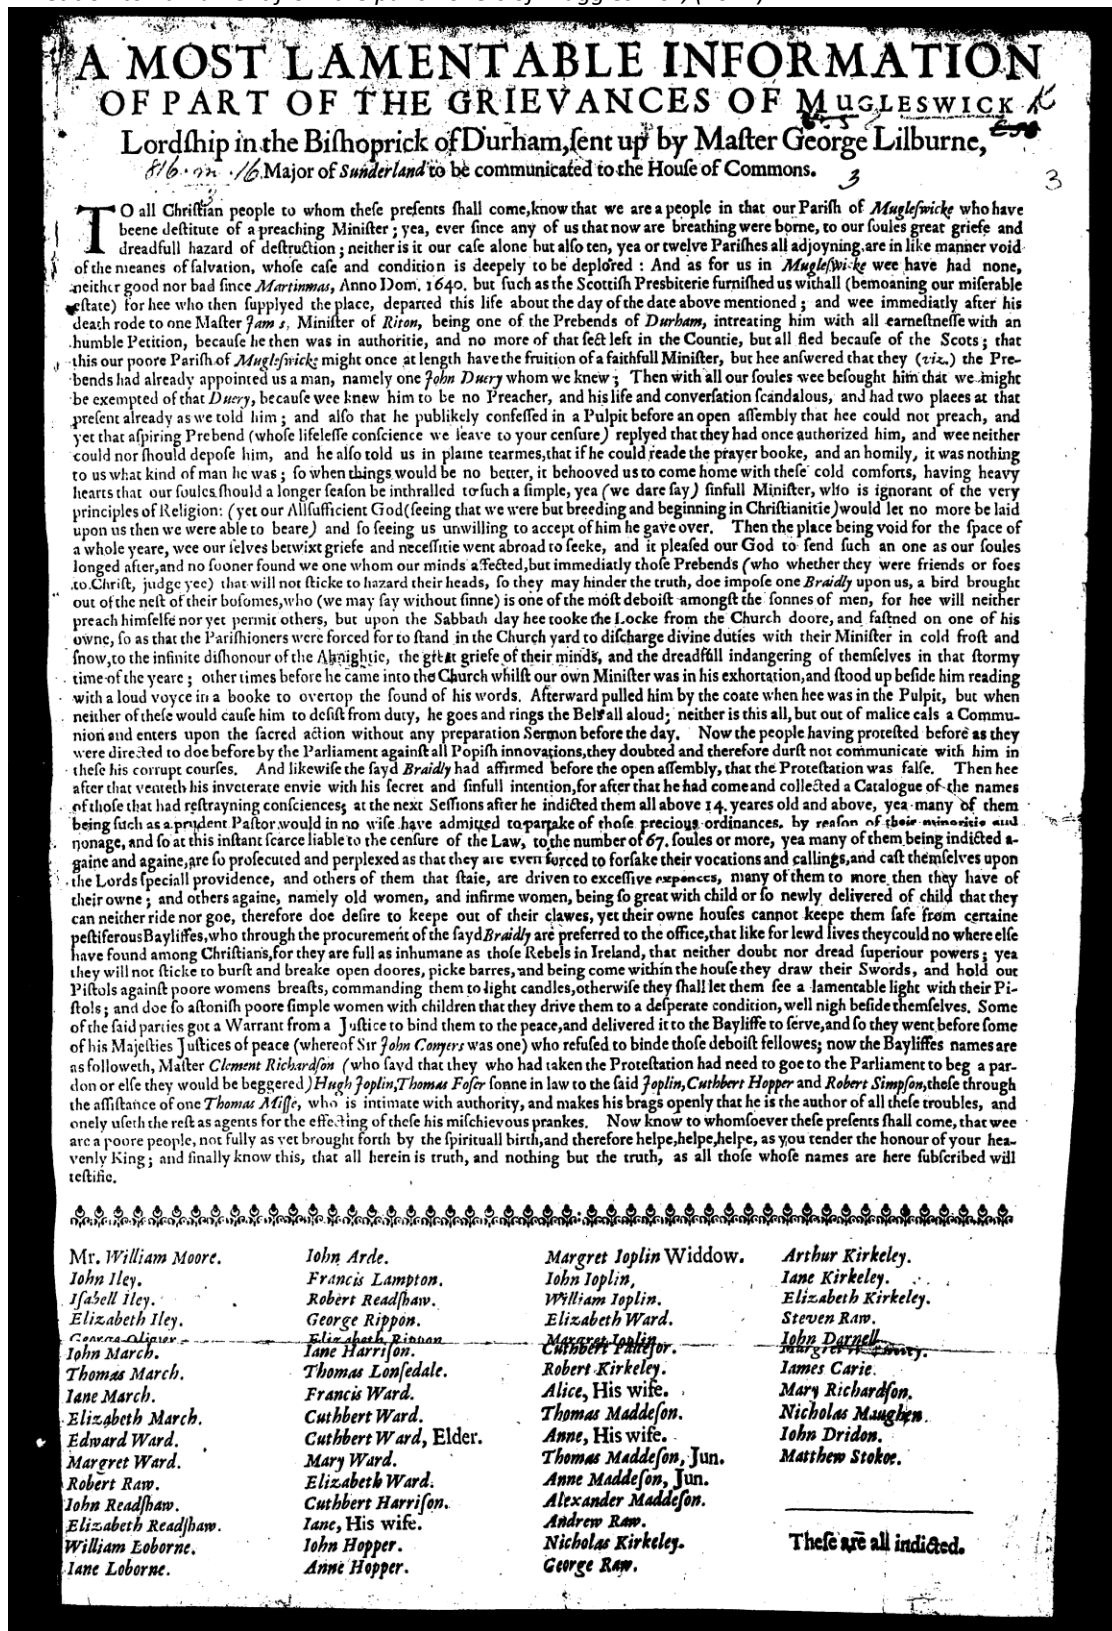 A MOST LAMENTABLE INFORMATION
OF PART OF THE GRIEVANCES OF MUGLESWICK
Lordſhip in the Biſhoprick of Durham, ſent up by Maſter George Lilburne,
816. m. 16. Major of Sunderland to be communicated to the Houſe of Commons.
3
3
TO all Chriſtian people to whom theſe preſents ſhall come, know that we are a people in that our Pariſh of Mugleſwicke who have
beene deſtitute of a preaching Miniſter; yea, ever ſince any of us that now are breathing were borne, to our ſoules great griefe and
dreadfull hazard of deſtruction; neither is it our caſe alone but alſo ten, yea or twelve Pariſhes all adjoyning are in like manner void
of the meanes of ſalvation, whoſe caſe and condition is deepely to be deplored: And as for us in Mugleſwicke wee have had none,
neither good nor bad ſince Martinmas, Anno Dom. 1640. but ſuch as the Scottiſh Presbiterie furniſhed us withall (bemoaning our miſerable
eſtate) for hee who then ſupplyed the place, departed this life about the day of the date above mentioned; and wee immediatly after his
death rode to one Maſter Jam s, Miniſter of Riton, being one of the Prebends of Durham, intreating him with all earneſtneſſe with an
humble Petition, becauſe he then was in authoritie, and no more of that ſect left in the Countie, but all fled becauſe of the Scots; that
this our poore Pariſh of Mugleſwicke might once at length have the fruition of a faithfull Miniſter, but hee anſwered that they (viz.) the Pre-
bends had already appointed us a man, namely one John Duery whom we knew; Then with all our ſoules wee beſought him that we might
be exempted of that Duery, becauſe wee knew him to be no Preacher, and his life and converſation ſcandalous, and had two places at that
preſent already as we told him; and alſo that he publikely confeſſed in a Pulpit before an open aſſembly that hee could not preach, and
yet that aſpiring Prebend (whoſe lifeleſſe conſcience we leave to your cenſure) replyed that they had once authorized him, and wee neither
could nor ſhould depoſe him, and he alſo told us in plaine tearmes, that if he could reade the prayer booke, and an homily, it was nothing
to us what kind of man he was; ſo when things would be no better, it behooved us to come home with theſe cold comforts, having heavy
hearts that our ſoules ſhould a longer ſeaſon be inthralled to ſuch a ſimple, yea (we dare ſay) ſinfull Miniſter, who is ignorant of the very
principles of Religion: (yet our Allſufficient God (ſeeing that we were but breeding and beginning in Chriſtianitie) would let no more be laid
upon us then we were able to beare) and ſo ſeeing us unwilling to accept of him he gave over. Then the place being void for the ſpace of
a whole yeare, wee our ſelves betwixt griefe and neceſſitie went abroad to ſeeke, and it pleaſed our God to ſend ſuch an one as our ſoules
longed after, and no ſooner found we one whom our minds affected, but immediatly thoſe Prebends (who whether they were friends or foes
to Chriſt, judge yee) that will not ſticke to hazard their heads, ſo they may hinder the truth, doe impoſe one Braidly upon us, a bird brought
out of the neſt of their boſomes, who (we may ſay without ſinne) is one of the moſt deboiſt amongſt the ſonnes of men, for hee will neither
preach himſelfe nor yet permit others, but upon the Sabbath day hee tooke the Locke from the Church doore, and faſtned on one of his
owne, ſo as that the Pariſhioners were forced for to ſtand in the Church yard to diſcharge divine duties with their Miniſter in cold froſt and
ſnow, to the infinite diſhonour of the Almightie, the great griefe of their minds, and the dreadfull indangering of themſelves in that ſtormy
time of the yeare; other times before he came into the Church whilſt our own Miniſter was in his exhortation, and ſtood up beſide him reading
with a loud voyce in a booke to overtop the ſound of his words. Afterward pulled him by the coate when hee was in the Pulpit, but when
neither of theſe would cauſe him to deſiſt from duty, he goes and rings the Bels all aloud; neither is this all, but out of malice cals a Commu-
nion and enters upon the ſacred action without any preparation Sermon before the day. Now the people having proteſted before as they
were directed to doe before by the Parliament againſt all Popiſh innovations, they doubted and therefore durſt not communicate with him in
theſe his corrupt courſes. And likewiſe the ſayd Braidly had affirmed before the open aſſembly, that the Proteſtation was falſe. Then hee
after that venteth his inveterate envie with his ſecret and ſinfull intention, for after that he had come and collected a Catalogue of the names
of thoſe that had reſtrayning conſciences; at the next Seſſions after he indicted them all above 14. yeares old and above, yea many of them
being ſuch as a prudent Paſtor would in no wiſe have admitted to partake of thoſe precious ordinances, by reaſon of their minoritie and
nonage, and ſo at this inſtant ſcarce liable to the cenſure of the Law, to the number of 67. ſoules or more, yea many of them being indicted a-
gaine and againe, are ſo proſecuted and perplexed as that they are even forced to forſake their vocations and callings, and caſt themſelves upon
the Lords ſpeciall providence, and others of them that ſtaie, are driven to exceſſive expences, many of them to more then they have of
their owne; and others againe, namely old women, and infirme women, being ſo great with child or ſo newly delivered of child that they
can neither ride nor goe, therefore doe deſire to keepe out of their clawes, yet their owne houſes cannot keepe them ſafe from certaine
peſtiferous Bayliffes, who through the procurement of the ſayd Braidly are preferred to the office, that like for lewd lives they could no where elſe
have found among Chriſtians, for they are full as inhumane as thoſe Rebels in Ireland, that neither doubt nor dread ſuperiour powers; yea
they will not ſticke to burſt and breake open doores, picke barres, and being come within the houſe they draw their Swords, and hold out
Piſtols againſt poore womens breaſts, commanding them to light candles, otherwiſe they ſhall let them ſee a lamentable light with their Pi-
ſtols; and doe ſo aſtoniſh poore ſimple women with children that they drive them to a deſperate condition, well nigh beſide themſelves. Some
of the ſaid parties got a Warrant from a Juſtice to bind them to the peace, and delivered it to the Bayliffe to ſerve, and ſo they went before ſome
of his Majeſties Juſtices of peace (whereof Sir John Conyers was one) who refuſed to binde thoſe deboiſt fellowes; now the Bayliffes names are
as followeth, Maſter Clement Richardſon (who ſayd that they who had taken the Proteſtation had need to goe to the Parliament to beg a par-
don or elſe they would be beggered) Hugh Joplin, Thomas Foſer ſonne in law to the ſaid Joplin, Cuthbert Hopper and Robert Simpſon, theſe through
the aſſiſtance of one Thomas Miſſe, who is intimate with authority, and makes his brags openly that he is the author of all theſe troubles, and
onely uſeth the reſt as agents for the effecting of theſe his miſchievous prankes. Now know to whomſoever theſe preſents ſhall come, that wee
are a poore people, not fully as yet brought forth by the ſpirituall birth, and therefore helpe, helpe, helpe, as you tender the honour of your hea-
venly King; and finally know this, that all herein is truth, and nothing but the truth, as all thoſe whoſe names are here ſubſcribed will
teſtifie.
Mr. William Moore.
Iohn Iley.
Iſabell Iley.
Elizabeth Iley.
George Oliver
Iohn March.
Thomas March.
Iane March.
Elizabeth March.
Edward Ward.
Margret Ward.
Robert Raw.
Iohn Readſhaw.
Elizabeth Readſhaw.
William Loborne.
Iane Loborne.
Iohn Arde.
Francis Lampton.
Robert Readſhaw.
George Rippon.
Elizabeth Rippon
Iane Harriſon.
Thomas Lonſedale.
Francis Ward.
Cuthbert Ward.
Cuthbert Ward, Elder.
Mary Ward.
Elizabeth Ward.
Cuthbert Harriſon.
Iane, His wife.
Iohn Hopper.
Anne Hopper.
Margret Ioplin Widdow.
Iohn Ioplin,
William Ioplin.
Elizabeth Ward.
Margret Ioplin
Cuthbert
Robert Kirkeley.
Alice, His wife.
Thomas Maddeſon.
Anne, His wife.
Thomas Maddeſon, Jun.
Anne Maddeſon, Jun.
Alexander Maddeſon.
Andrew Raw.
Nicholas Kirkeley.
George Raw.
Arthur Kirkeley.
Iane Kirkeley.
Elizabeth Kirkeley.
Steven Raw.
Iohn Darnell
Margret
Iames Carie.
Mary Richardſon.
Nicholas Maughen.
Iohn Dridon.
Matthew Stokoe.
Theſe are all indicted.